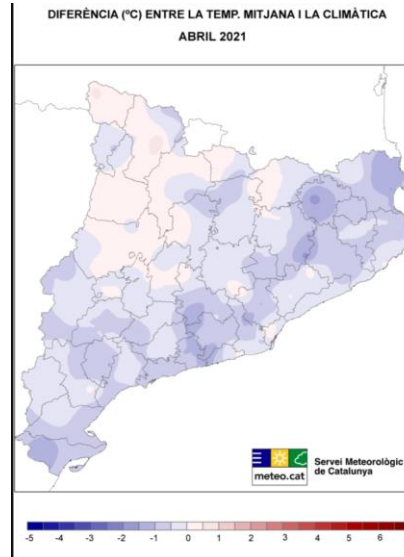 DIFERÈNCIA (ºC) ENTRE LA TEMP. MITJANA I LA CLIMÀTICA
ABRIL 2021
meteo.cat
Servei Meteorològic
de Catalunya
-5 -4 -3 -2 -1 0 1 2 3 4 5 6